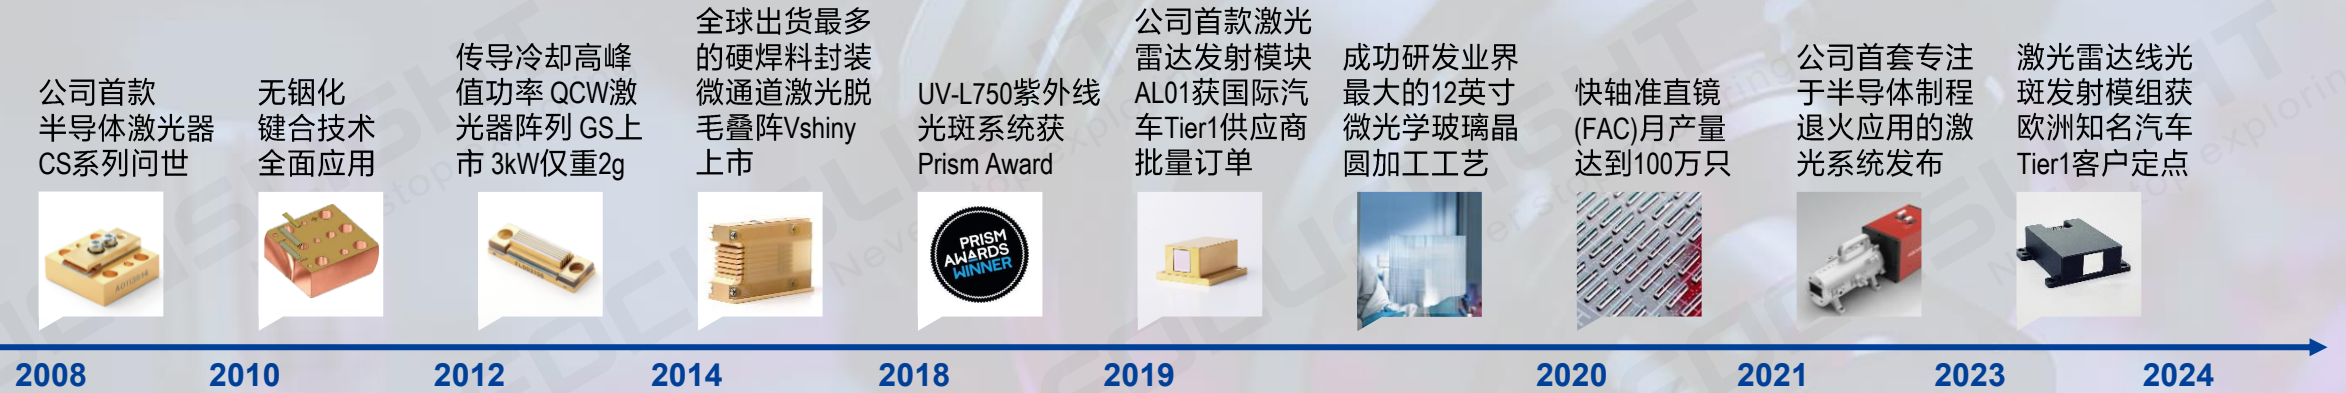 公司首款
半导体激光器
CS系列问世
无铟化
键合技术
全面应用
传导冷却高峰
值功率 QCW激
光器阵列 GS上
市 3kW仅重2g
全球出货最多
的硬焊料封装
微通道激光脱
毛叠阵Vshiny
上市
UV-L750紫外线
光斑系统获
Prism Award
公司首款激光
雷达发射模块
AL01获国际汽
车Tier1供应商
批量订单
成功研发业界
最大的12英寸
微光学玻璃晶
圆加工工艺
快轴准直镜
(FAC)月产量
达到100万只
公司首套专注
于半导体制程
退火应用的激
光系统发布
激光雷达线光
斑发射模组获
欧洲知名汽车
Tier1客户定点
PRISM
AWARDS
WINNER
2008
2010
2012
2014
2018
2019
2020
2021
2023
2024